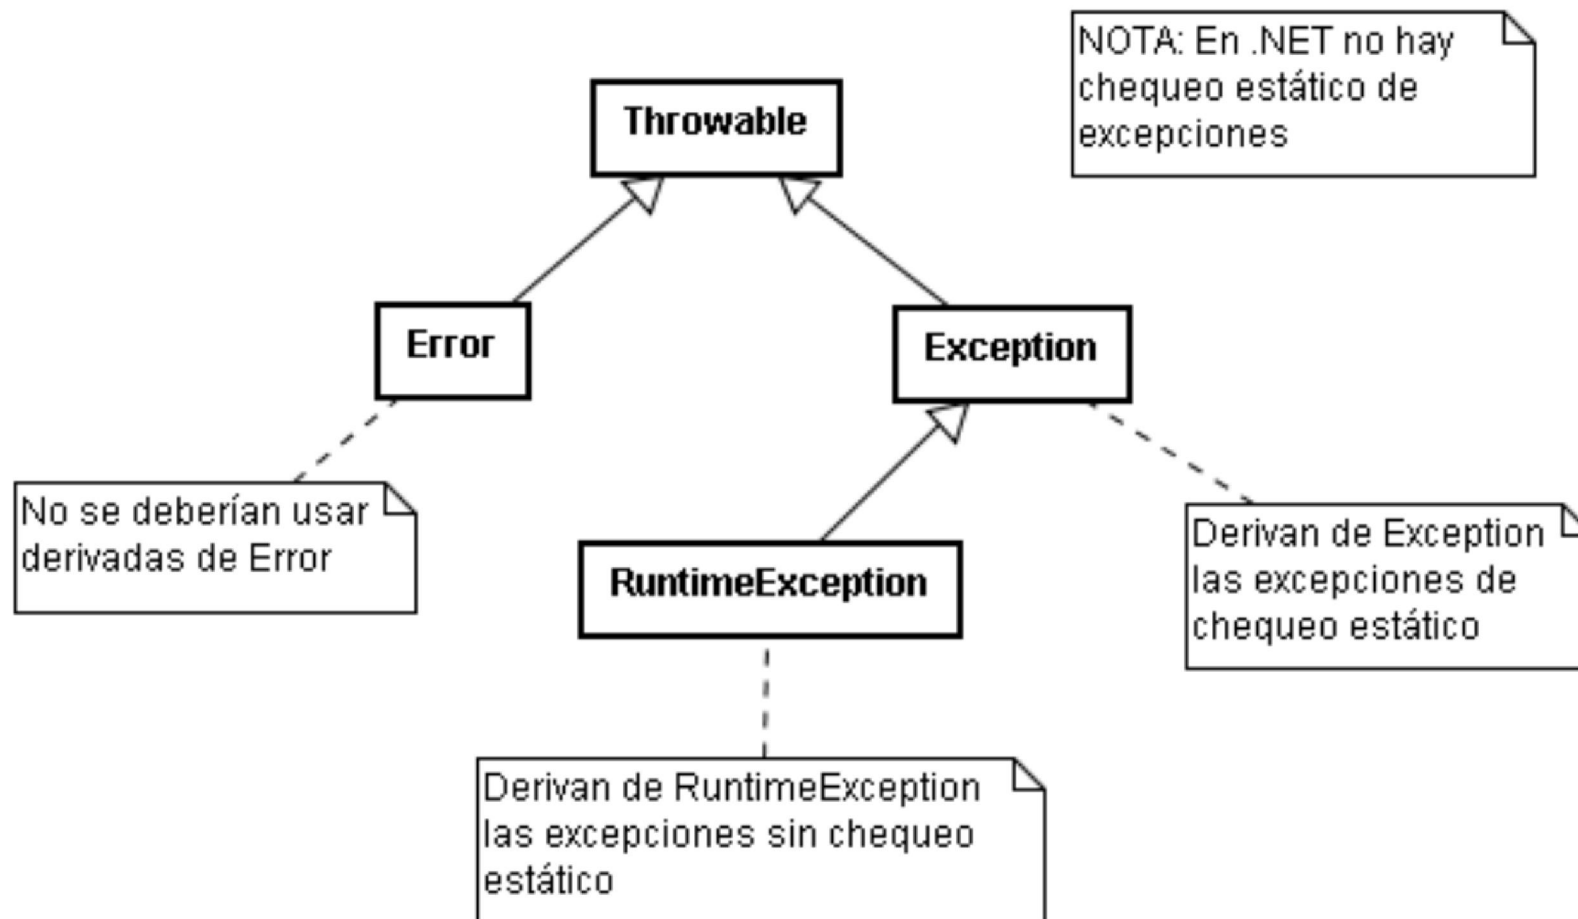 NOTA: En .NET no hay
chequeo estático de
excepciones
Throwable
Error
Exception
No se deberían usar
derivadas de Error
Derivan de Exception
las excepciones de
chequeo estático
RuntimeException
Derivan de RuntimeException
las excepciones sin chequeo
estático